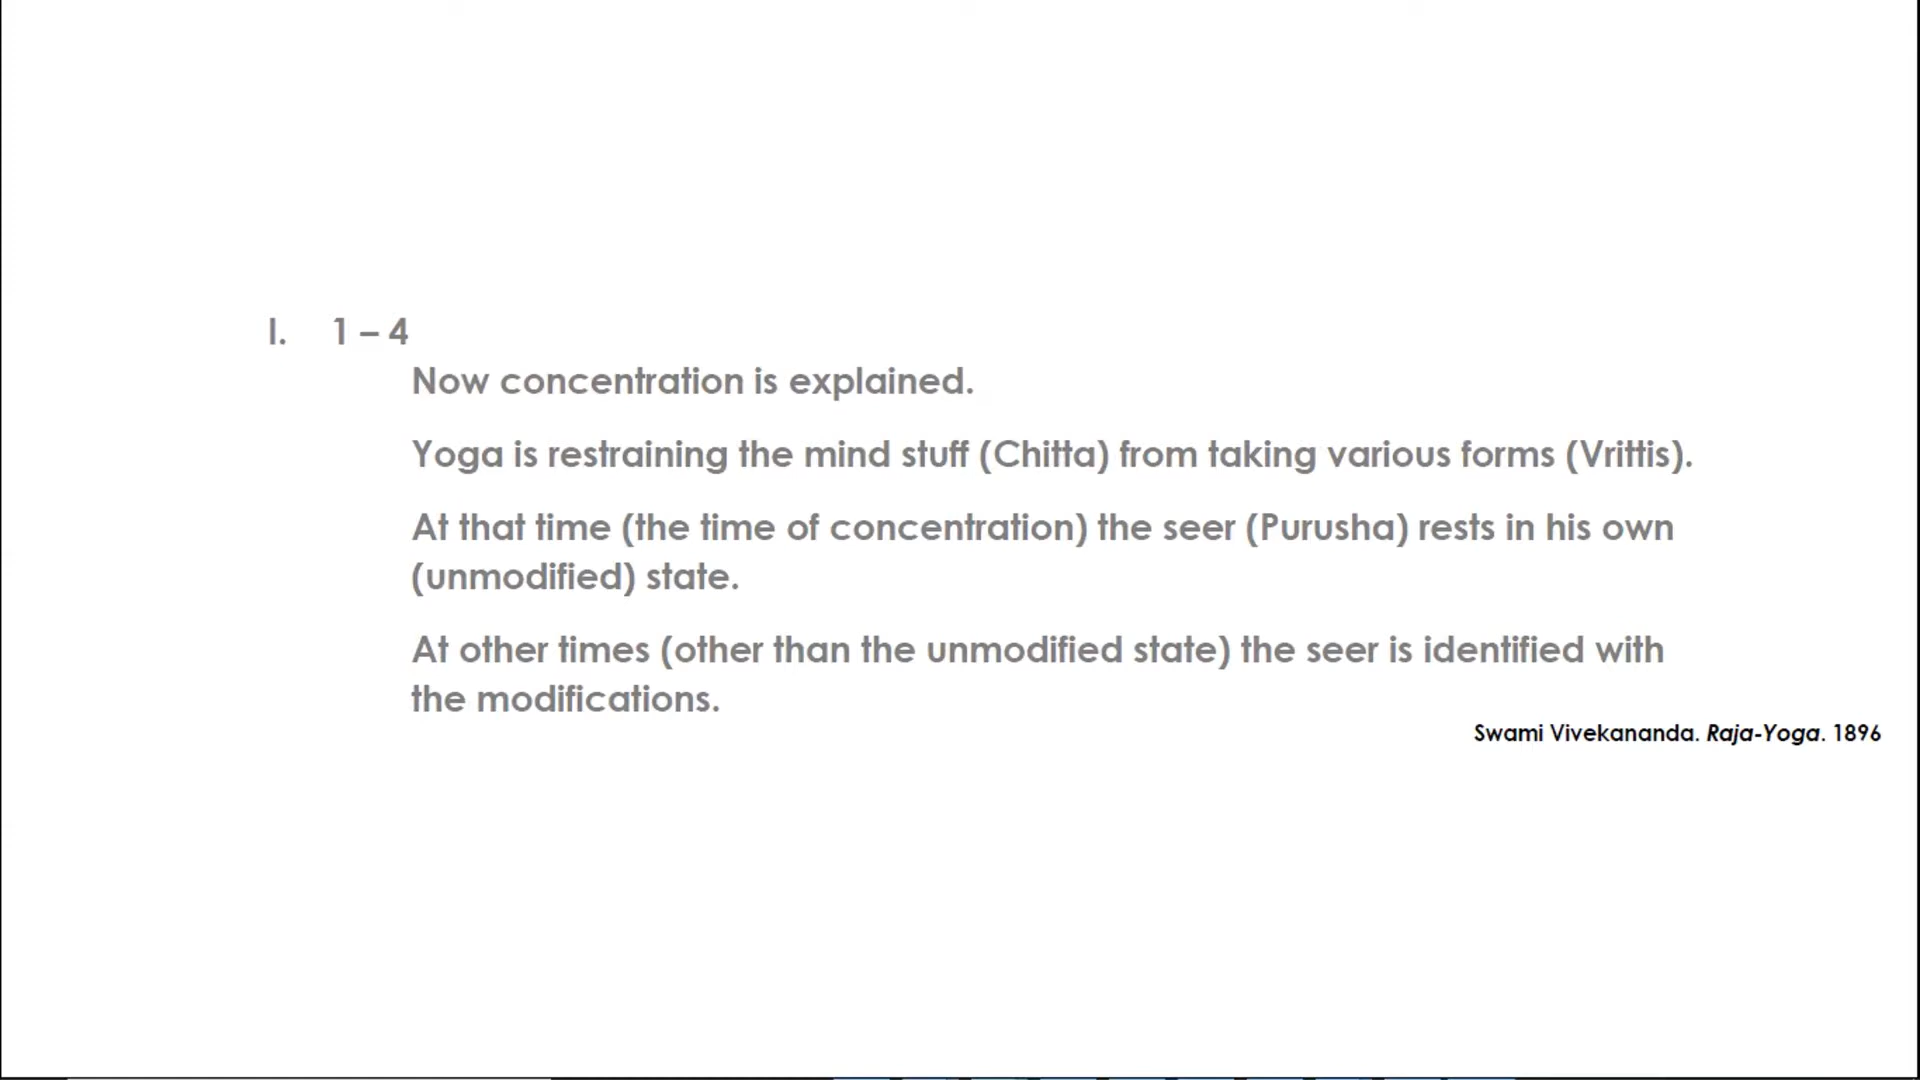 I. 1 – 4
Now concentration is explained.
Yoga is restraining the mind stuff (Chitta) from taking various forms (Vrittis).
At that time (the time of concentration) the seer (Purusha) rests in his own
(unmodified) state.
At other times (other than the unmodified state) the seer is identified with
the modifications.
Swami Vivekananda. Raja-Yoga. 1896